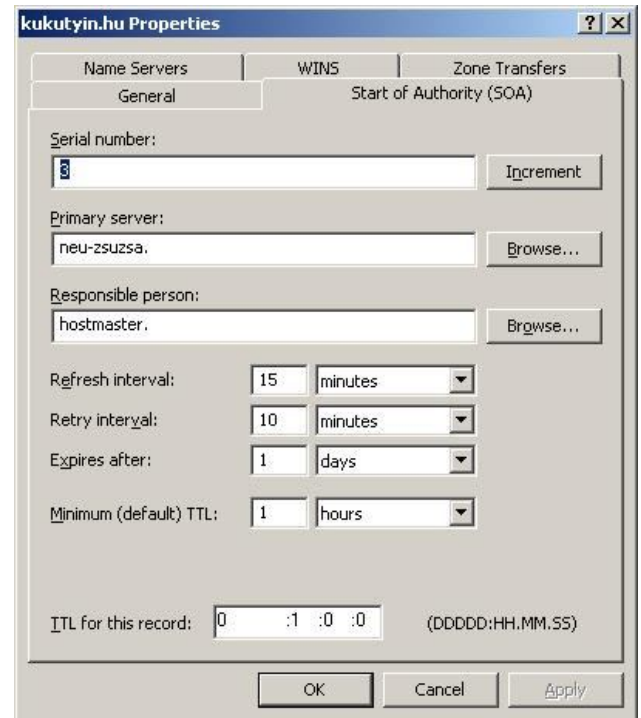 kukutyin.hu Properties
Name Servers WINS Zone Transfers
General Start of Authority (SOA)
Serial number:
3 Increment
Primary server:
neu-zsuzsa. Browse...
Responsible person:
hostmaster. Browse...
Refresh interval: 15 minutes
Retry interval: 10 minutes
Expires after: 1 days
Minimum (default) TTL: 1 hours
TTL for this record: 0 :1 :0 :0 (DDDDD:HH.MM.SS)
OK Cancel Apply